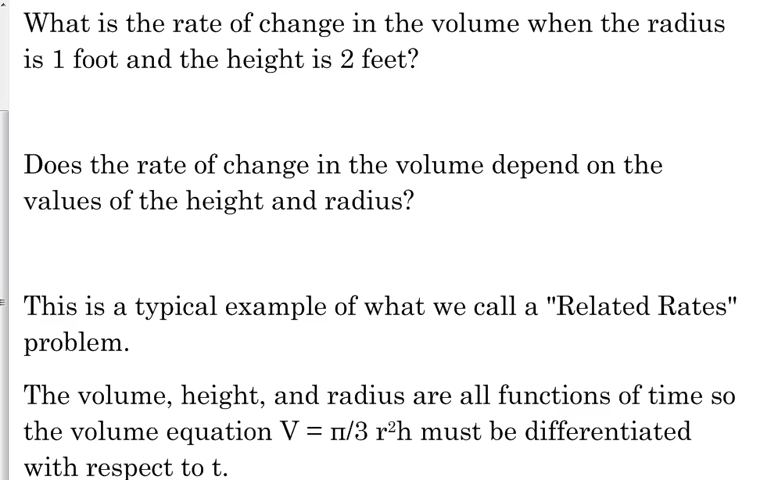 What is the rate of change in the volume when the radius
is 1 foot and the height is 2 feet?
Does the rate of change in the volume depend on the
values of the height and radius?
This is a typical example of what we call a "Related Rates"
problem.
The volume, height, and radius are all functions of time so
the volume equation V = π/3 r²h must be differentiated
with respect to t.